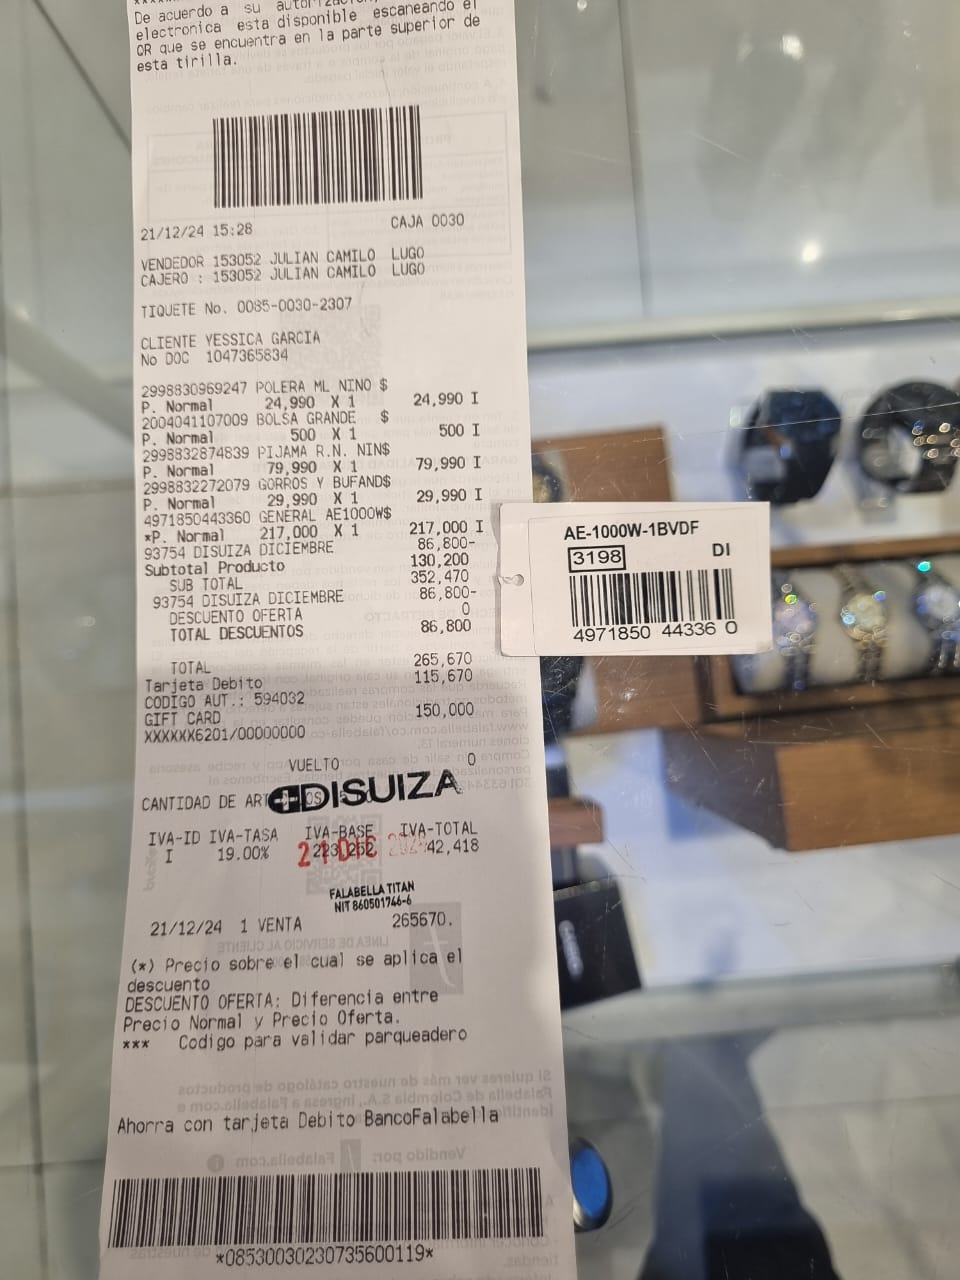 De acuerdo a su autorización,
electronica esta disponible escaneando el
QR que se encuentra en la parte superior de
esta tirilla.
21/12/24 15:28 CAJA 0030
VENDEDOR 153052 JULIAN CAMILO LUGO
CAJERO : 153052 JULIAN CAMILO LUGO
TIQUETE No. 0085-0030-2307
CLIENTE YESSICA GARCIA
No DOC 1047365834
2998830969247 POLERA ML NINO $
P. Normal 24,990 X 1 24,990 I
2004041107009 BOLSA GRANDE $
P. Normal 500 X 1 500 I
2998832874839 PIJAMA R.N. NIN$
P. Normal 79,990 X 1 79,990 I
2998832272079 GORROS Y BUFAND$
P. Normal 29,990 X 1 29,990 I
4971850443360 GENERAL AE1000W$
*P. Normal 217,000 X 1 217,000 I
93754 DISUIZA DICIEMBRE 86,800-
Subtotal Producto 130,200
SUB TOTAL 352,470
93754 DISUIZA DICIEMBRE 86,800-
DESCUENTO OFERTA 0
TOTAL DESCUENTOS 86,800
TOTAL 265,670
Tarjeta Debito 115,670
CODIGO AUT.: 594032
GIFT CARD 150,000
XXXXXX6201/00000000
VUELTO 0
CANTIDAD DE
DISUIZA
IVA-ID IVA-TASA IVA-BASE IVA-TOTAL
I 19.00% 223,252 42,418
21 DIC
FALABELLA TITAN
NIT 860501746-6
21/12/24 1 VENTA 265670.
(*) Precio sobre el cual se aplica el
descuento
DESCUENTO OFERTA: Diferencia entre
Precio Normal y Precio Oferta.
*** Codigo para validar parqueadero
Ahorra con tarjeta Debito BancoFalabella
*08530030230735600119*
AE-1000W-1BVDF
3198 DI
4971850 44336 0